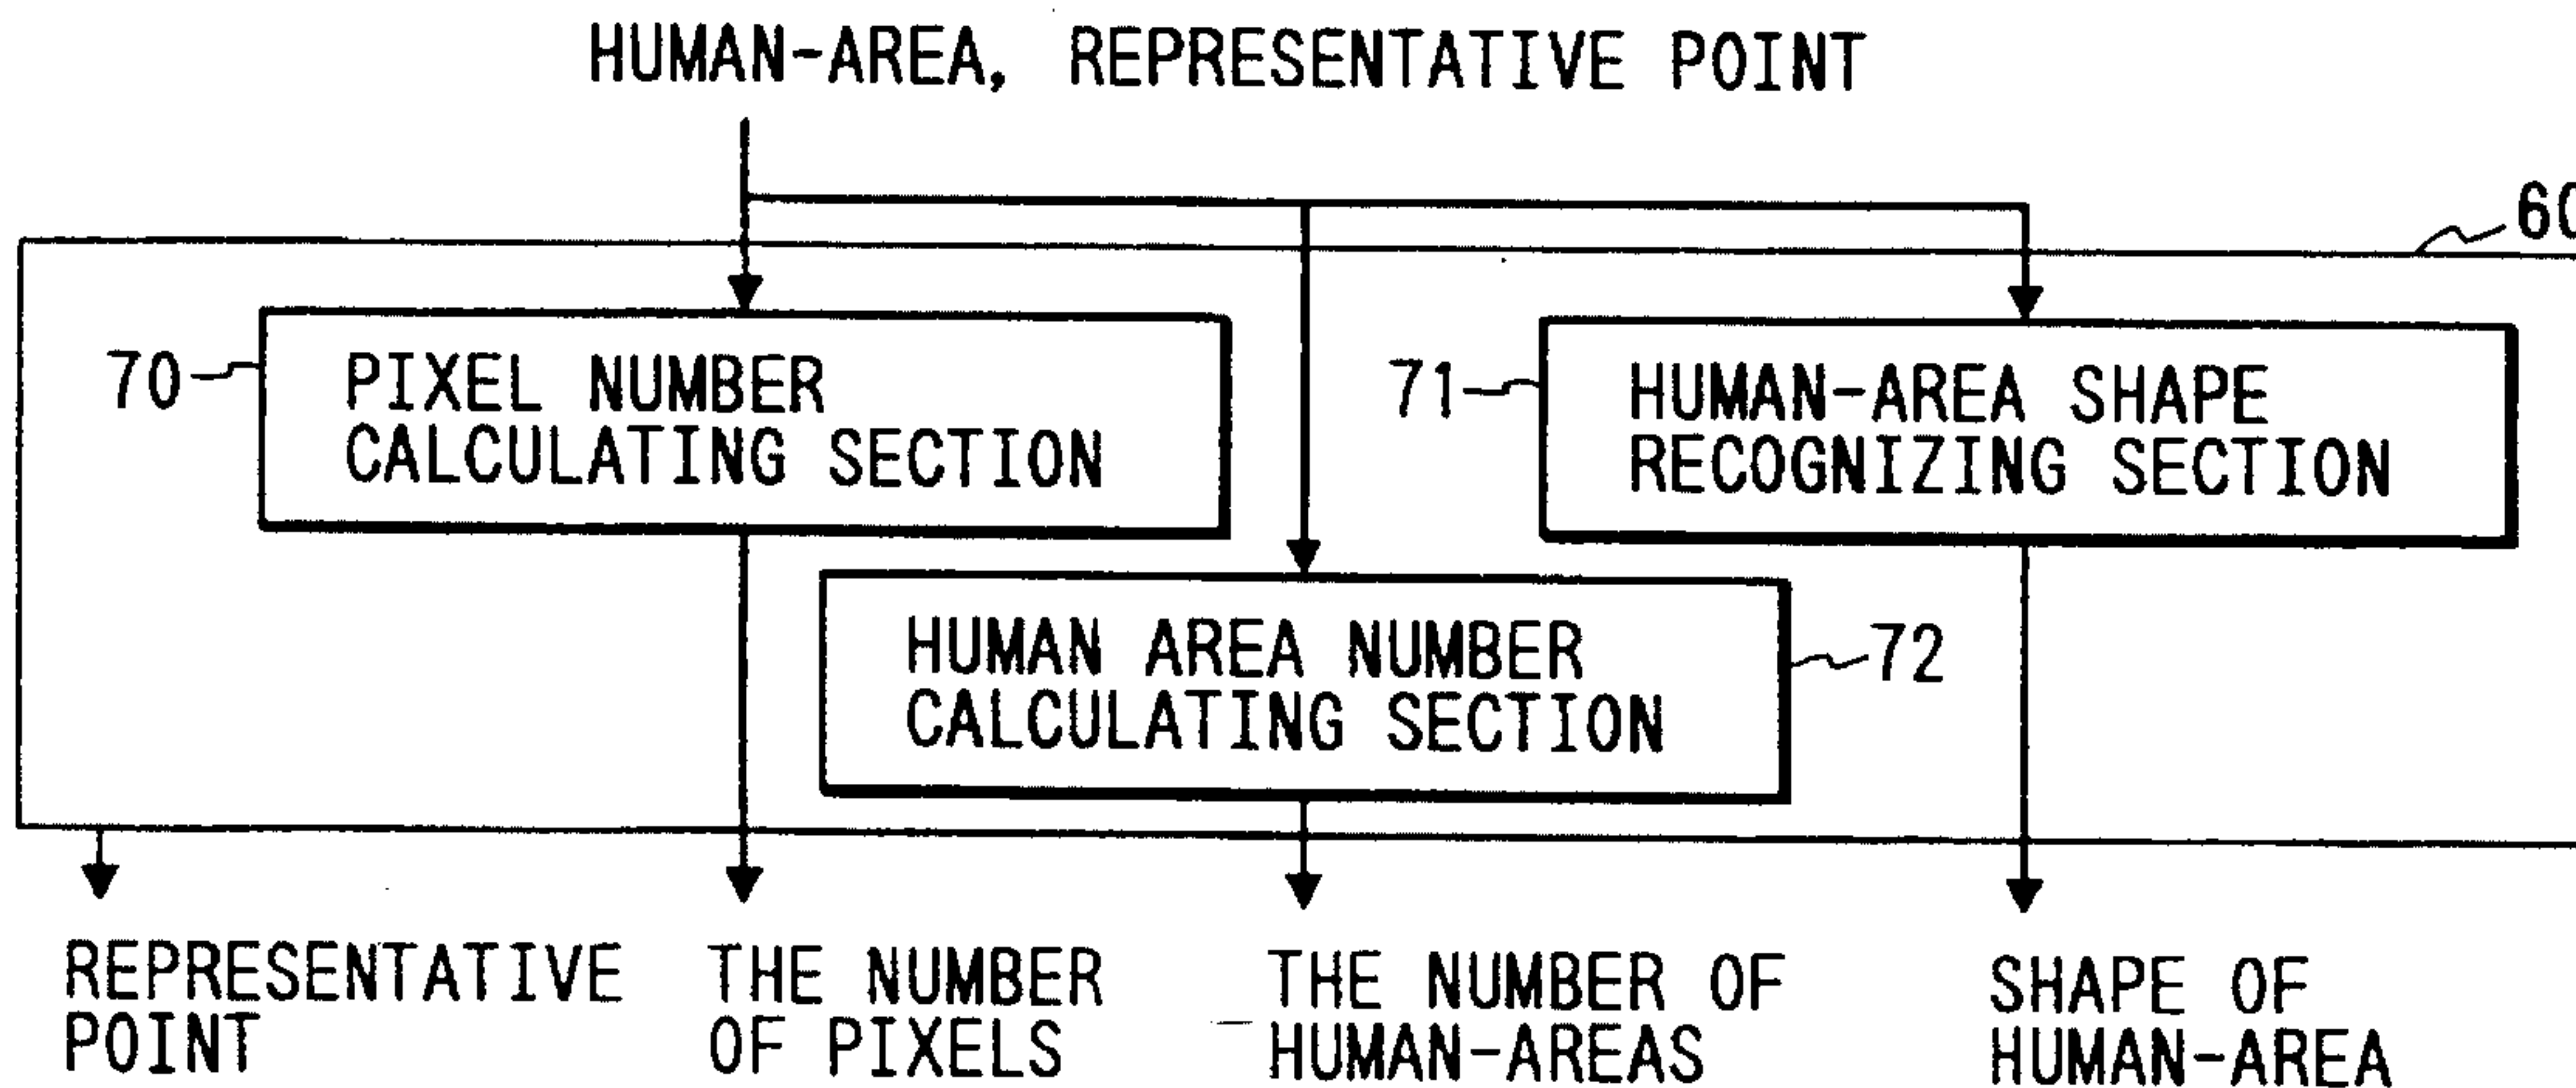 HUMAN-AREA, REPRESENTATIVE POINT
60
70
PIXEL NUMBER
CALCULATING SECTION
71
HUMAN-AREA SHAPE
RECOGNIZING SECTION
HUMAN AREA NUMBER
CALCULATING SECTION
72
REPRESENTATIVE
POINT
THE NUMBER
OF PIXELS
THE NUMBER OF
HUMAN-AREAS
SHAPE OF
HUMAN-AREA